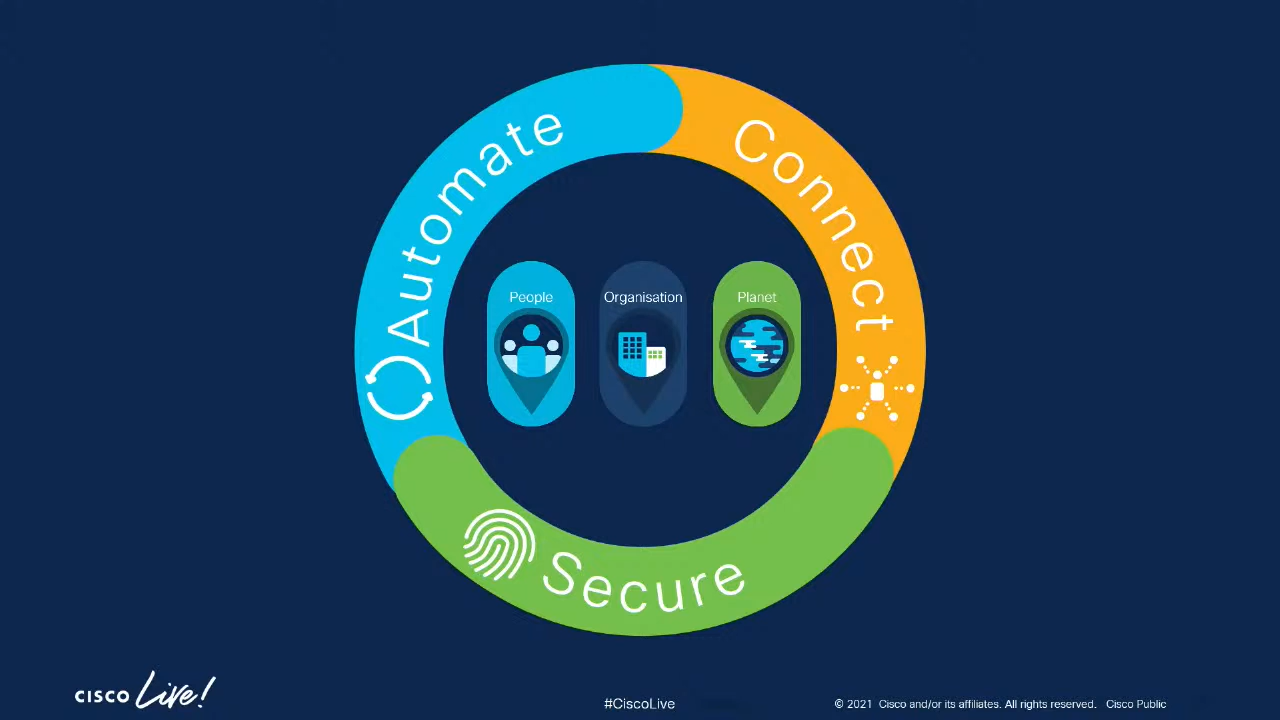 Automate
Connect
People
Organisation
Planet
Secure
CISCO Live!
#CiscoLive
© 2021 Cisco and/or its affiliates. All rights reserved. Cisco Public